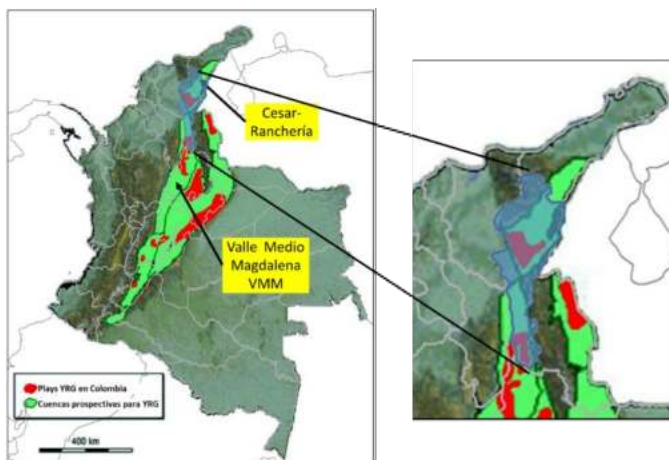 Cesar-
Ranchería
Valle Medio
Magdalena
VMM
Plays YRG en Colombia
Cuencas prospectivas para YRG
400 km